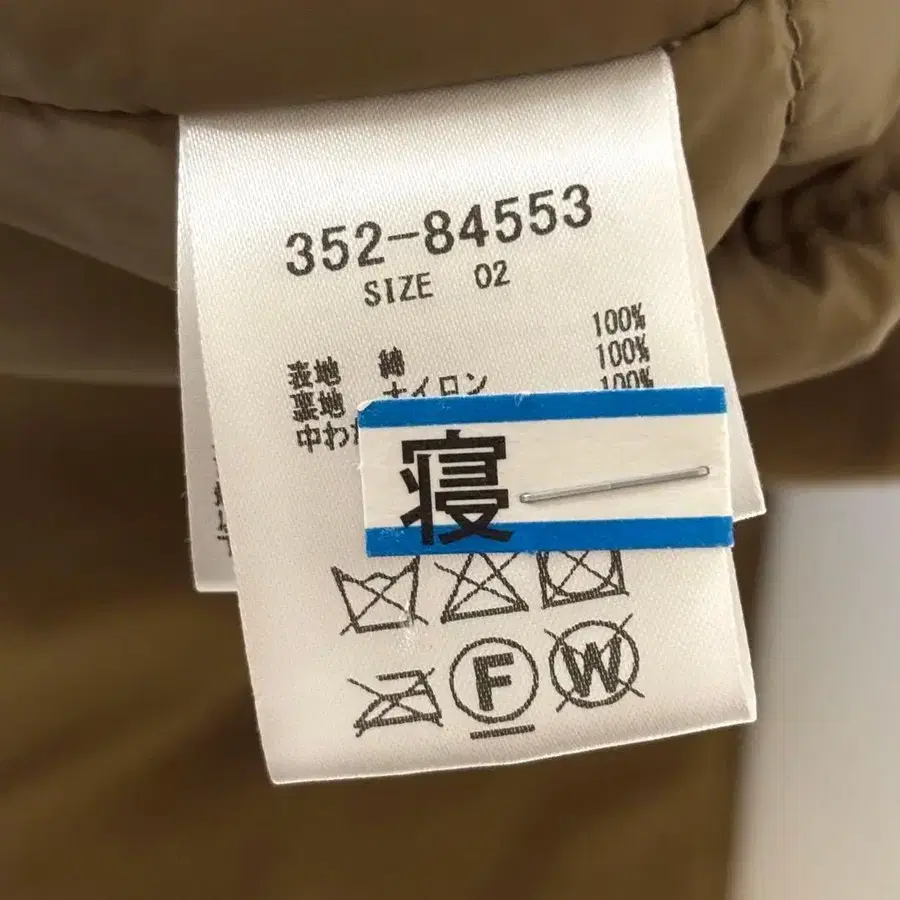 352-84553
SIZE 02
表地 綿 100%
裏地 ナイロン 100%
中わ 100%
寝
F
W